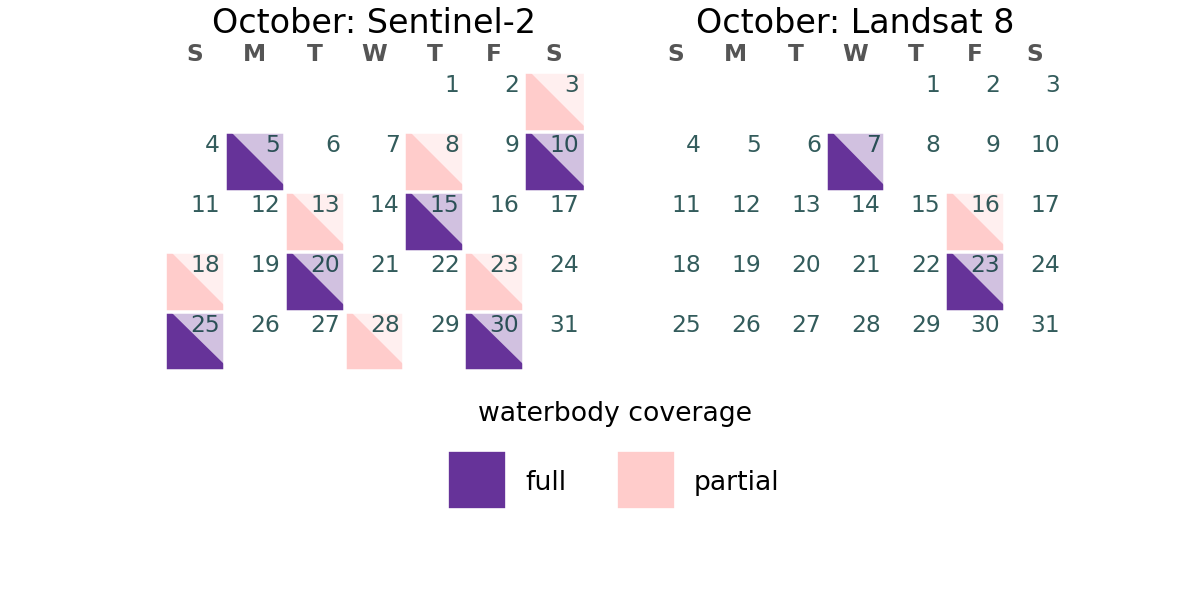 October: Sentinel-2
S M T W T F S
1 2 3
4 5 6 7 8 9 10
11 12 13 14 15 16 17
18 19 20 21 22 23 24
25 26 27 28 29 30 31
October: Landsat 8
S M T W T F S
1 2 3
4 5 6 7 8 9 10
11 12 13 14 15 16 17
18 19 20 21 22 23 24
25 26 27 28 29 30 31
waterbody coverage
full
partial